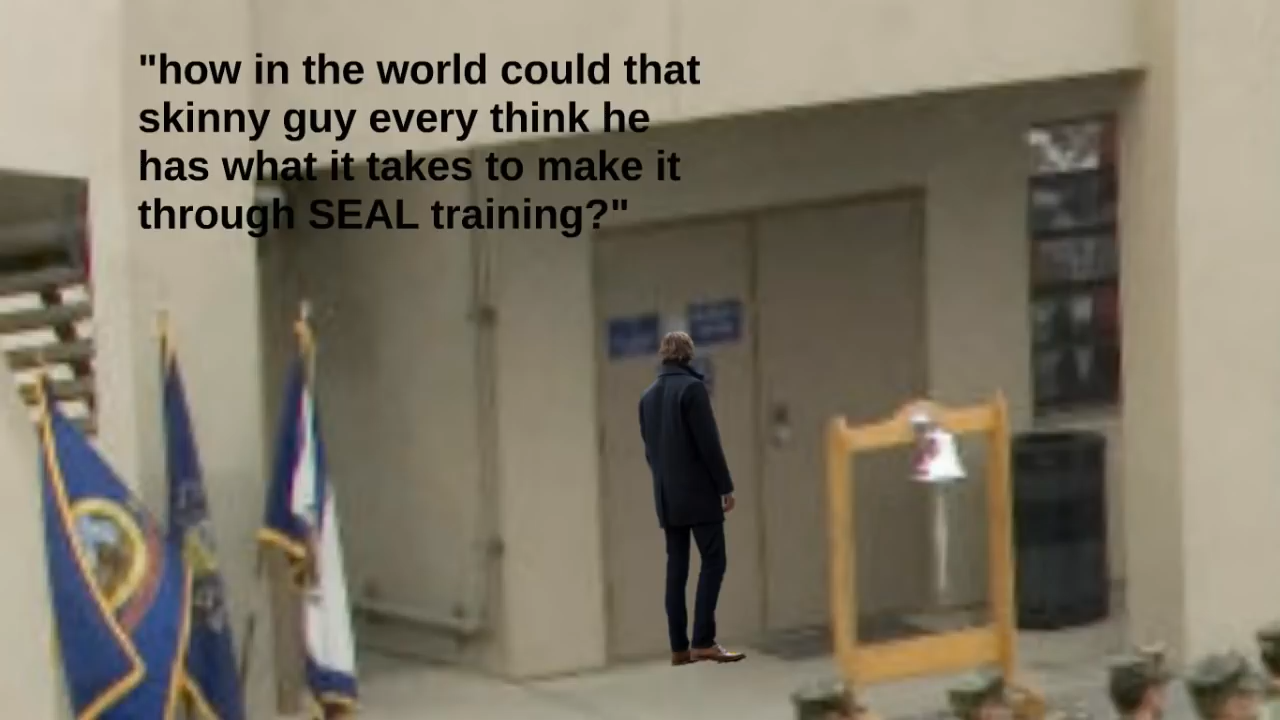 "how in the world could that
skinny guy every think he
has what it takes to make it
through SEAL training?"